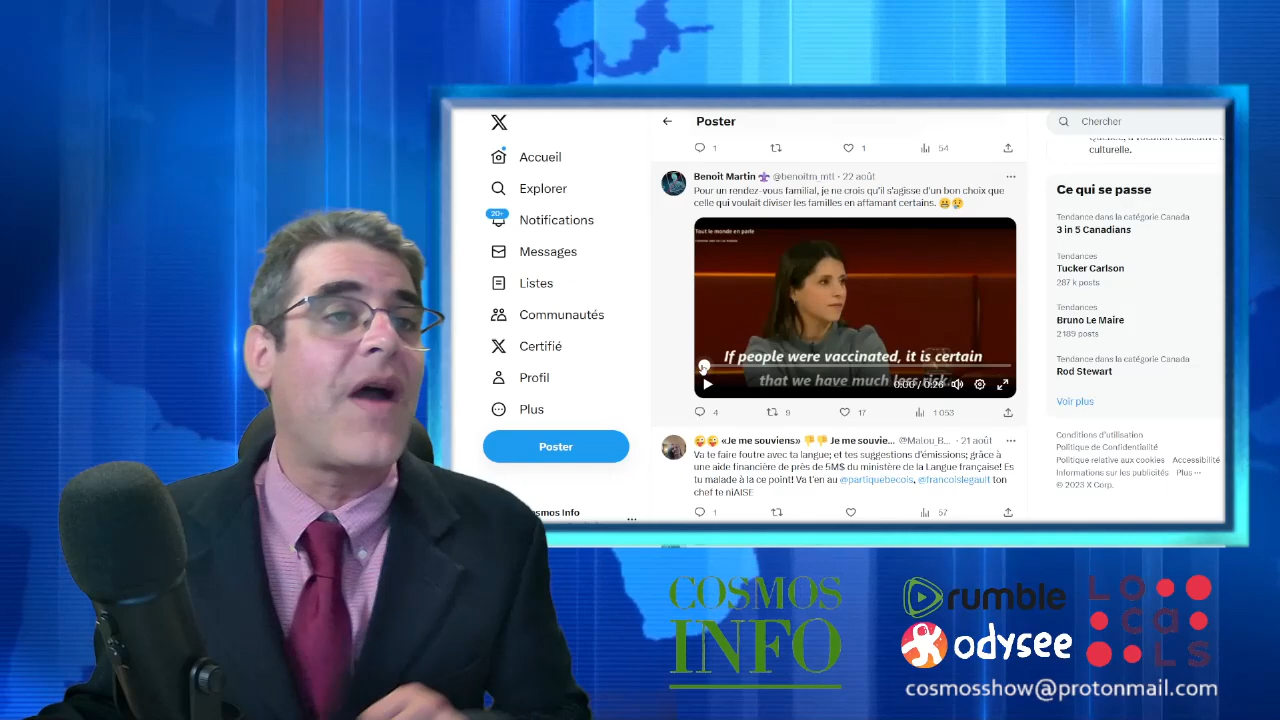 Accueil
Explorer
20+
Notifications
Messages
Listes
Communautés
Certifié
Profil
Plus
Poster
Cosmos Info
Poster
1
1
54
Benoit Martin @benoitm_mtl · 22 août
Pour un rendez-vous familial, je ne crois qu'il s'agisse d'un bon choix que
celle qui voulait diviser les familles en affamant certains.
Tout le monde en parle
If people were vaccinated, it is certain
that we have much less risk.
0:00 / 0:26
4
9
17
1 053
«Je me souviens» Je me souvie... @Malou_B... · 21 août
Va te faire foutre avec ta langue; et tes suggestions d'émissions; grâce à
une aide financière de près de 5M$ du ministère de la Langue française! Es
tu malade à la ce point! Va t'en au @partiquebecois, @francoislegault ton
chef te niAISE
1
57
Chercher
culturelle.
Ce qui se passe
Tendance dans la catégorie Canada
3 in 5 Canadians
Tendances
Tucker Carlson
287 k posts
Tendances
Bruno Le Maire
2 189 posts
Tendance dans la catégorie Canada
Rod Stewart
Voir plus
Conditions d'utilisation
Politique de Confidentialité
Politique relative aux cookies Accessibilité
Informations sur les publicités Plus ...
© 2023 X Corp.
COSMOS
INFO
rumble
odysee
LOcaLS
cosmosshow@protonmail.com